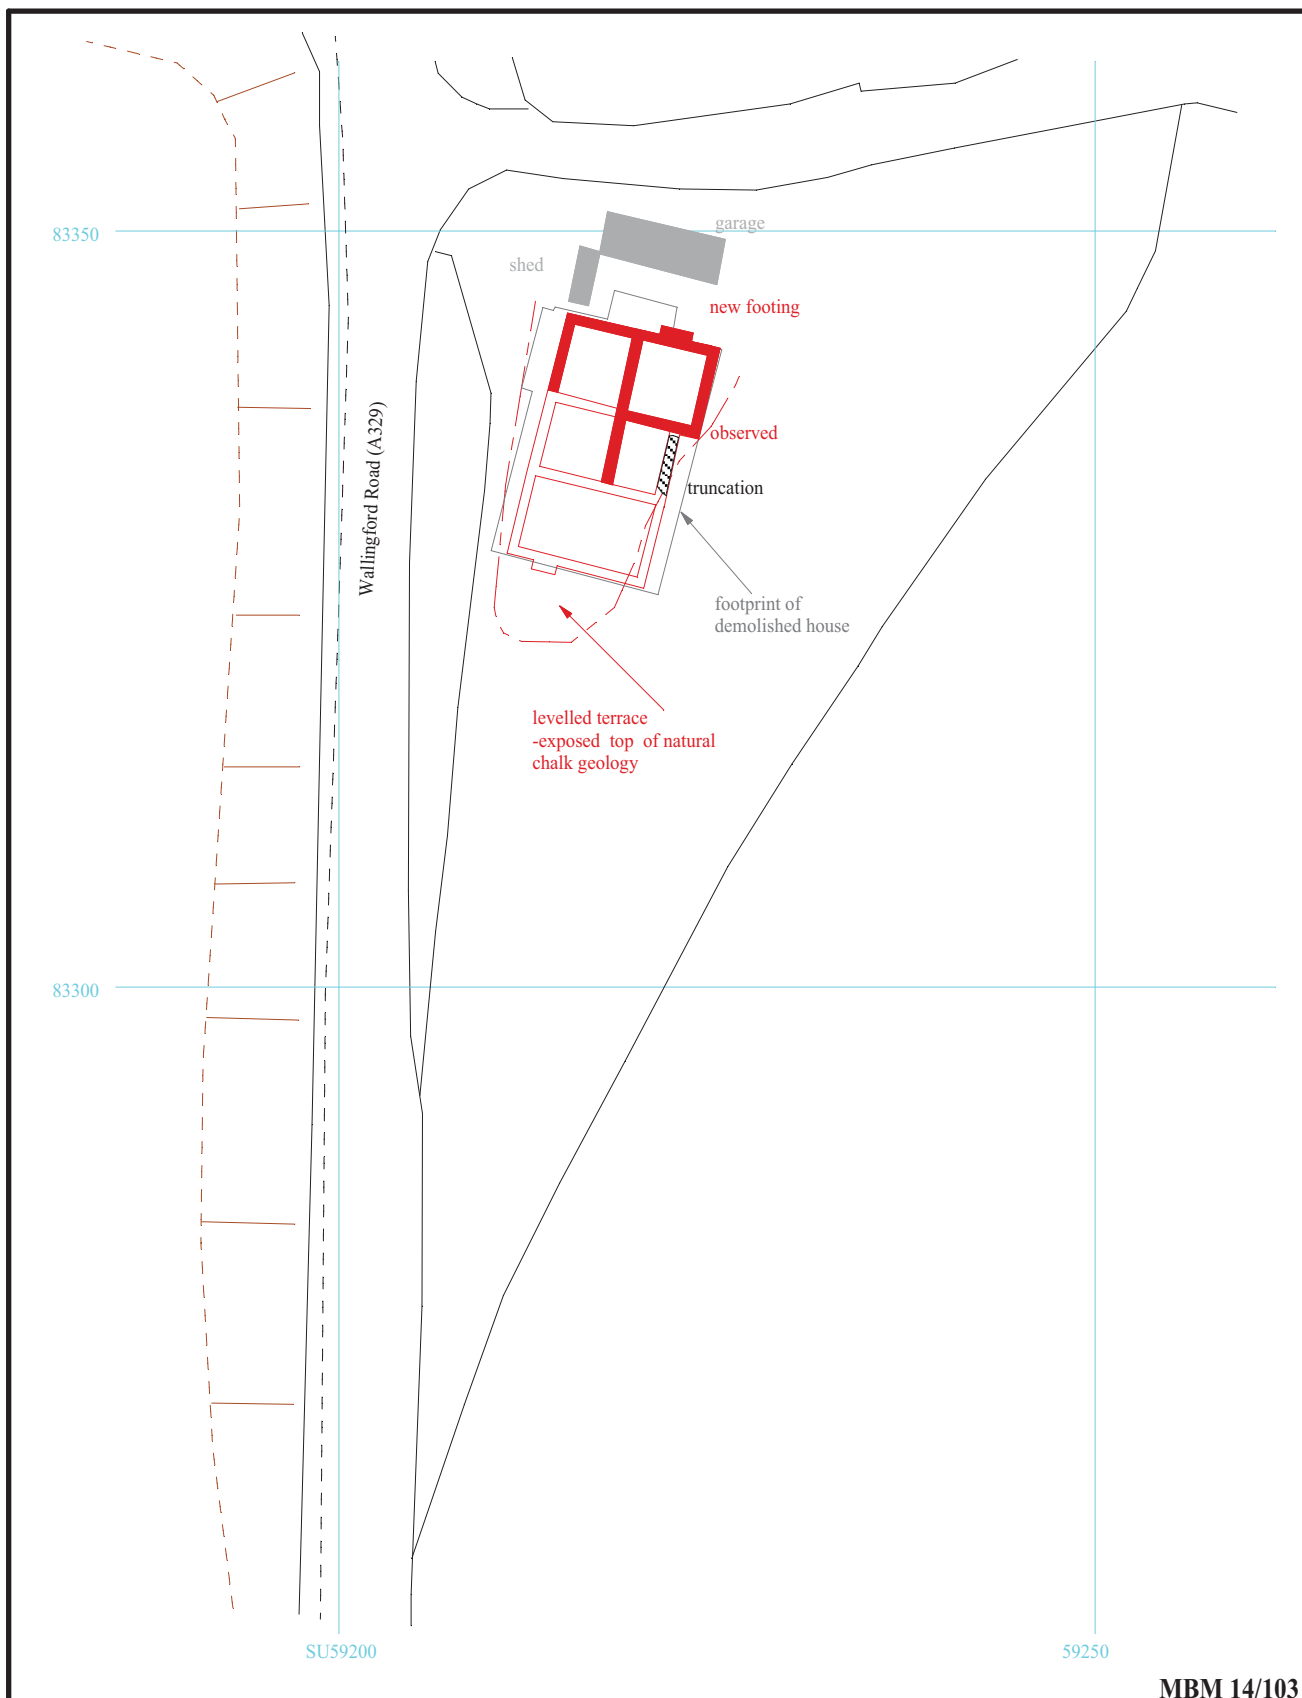 garage
83350
shed
new footing
Wallingford Road (A329)
observed
truncation
footprint of
demolished house
levelled terrace
-exposed top of natural
chalk geology
83300
SU59200
59250
MBM 14/103